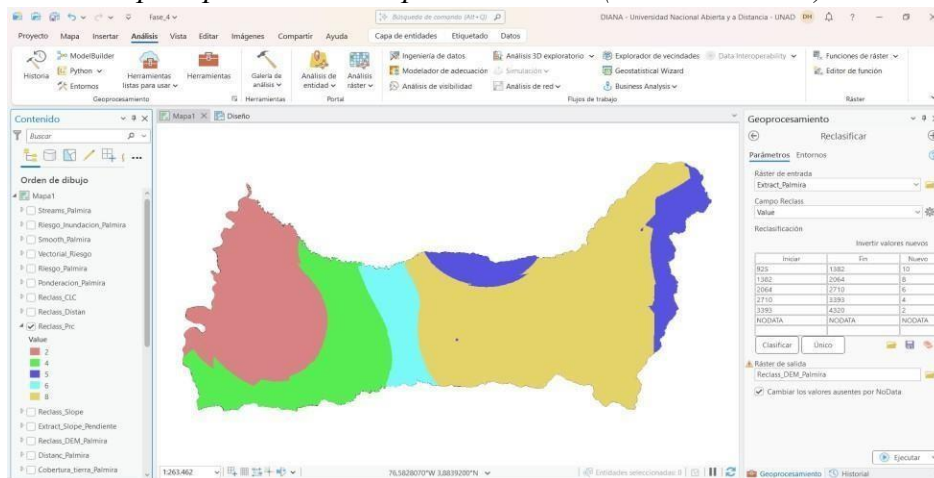 Fase_4
Búsqueda de comando (Alt+Q)
DIANA - Universidad Nacional Abierta y a Distancia - UNAD
DH
?
Proyecto Mapa Insertar Análisis Vista Editar Imágenes Compartir Ayuda Capa de entidades Etiquetado Datos
Historia
ModelBuilder
Python
Entornos
Herramientas listas para usar
Herramientas
Galería de análisis
Análisis de entidad
Análisis ráster
Ingeniería de datos
Modelador de adecuación
Análisis de visibilidad
Análisis 3D exploratorio
Simulación
Análisis de red
Explorador de vecindades
Geostatistical Wizard
Business Analysis
Data Interoperability
Funciones de ráster
Editor de función
Geoprocesamiento
Herramientas
Portal
Flujos de trabajo
Ráster
Contenido
Buscar
Orden de dibujo
Mapa1
Streams_Palmira
Riesgo_Inundacion_Palmira
Smooth_Palmira
Vectorial_Riesgo
Riesgo_Palmira
Ponderacion_Palmira
Reclass_CLC
Reclass_Distan
Reclass_Prc
Value
2
4
5
6
8
Reclass_Slope
Extract_Slope_Pendiente
Reclass_DEM_Palmira
Distanc_Palmira
Cobertura_tierra_Palmira
Mapa1
Diseño
1:263.462
76,5828070°W 3,8839200°N
Entidades seleccionadas: 0
Geoprocesamiento
Reclasificar
Parámetros Entornos
Ráster de entrada
Extract_Palmira
Campo Reclass
Value
Reclasificación
Invertir valores nuevos
Iniciar Fin Nuevo
925 1382 10
1382 2064 8
2064 2710 6
2710 3393 4
3393 4320 2
NODATA NODATA NODATA
Clasificar Único
Ráster de salida
Reclass_DEM_Palmira
Cambiar los valores ausentes por NoData
Ejecutar
Geoprocesamiento Historial